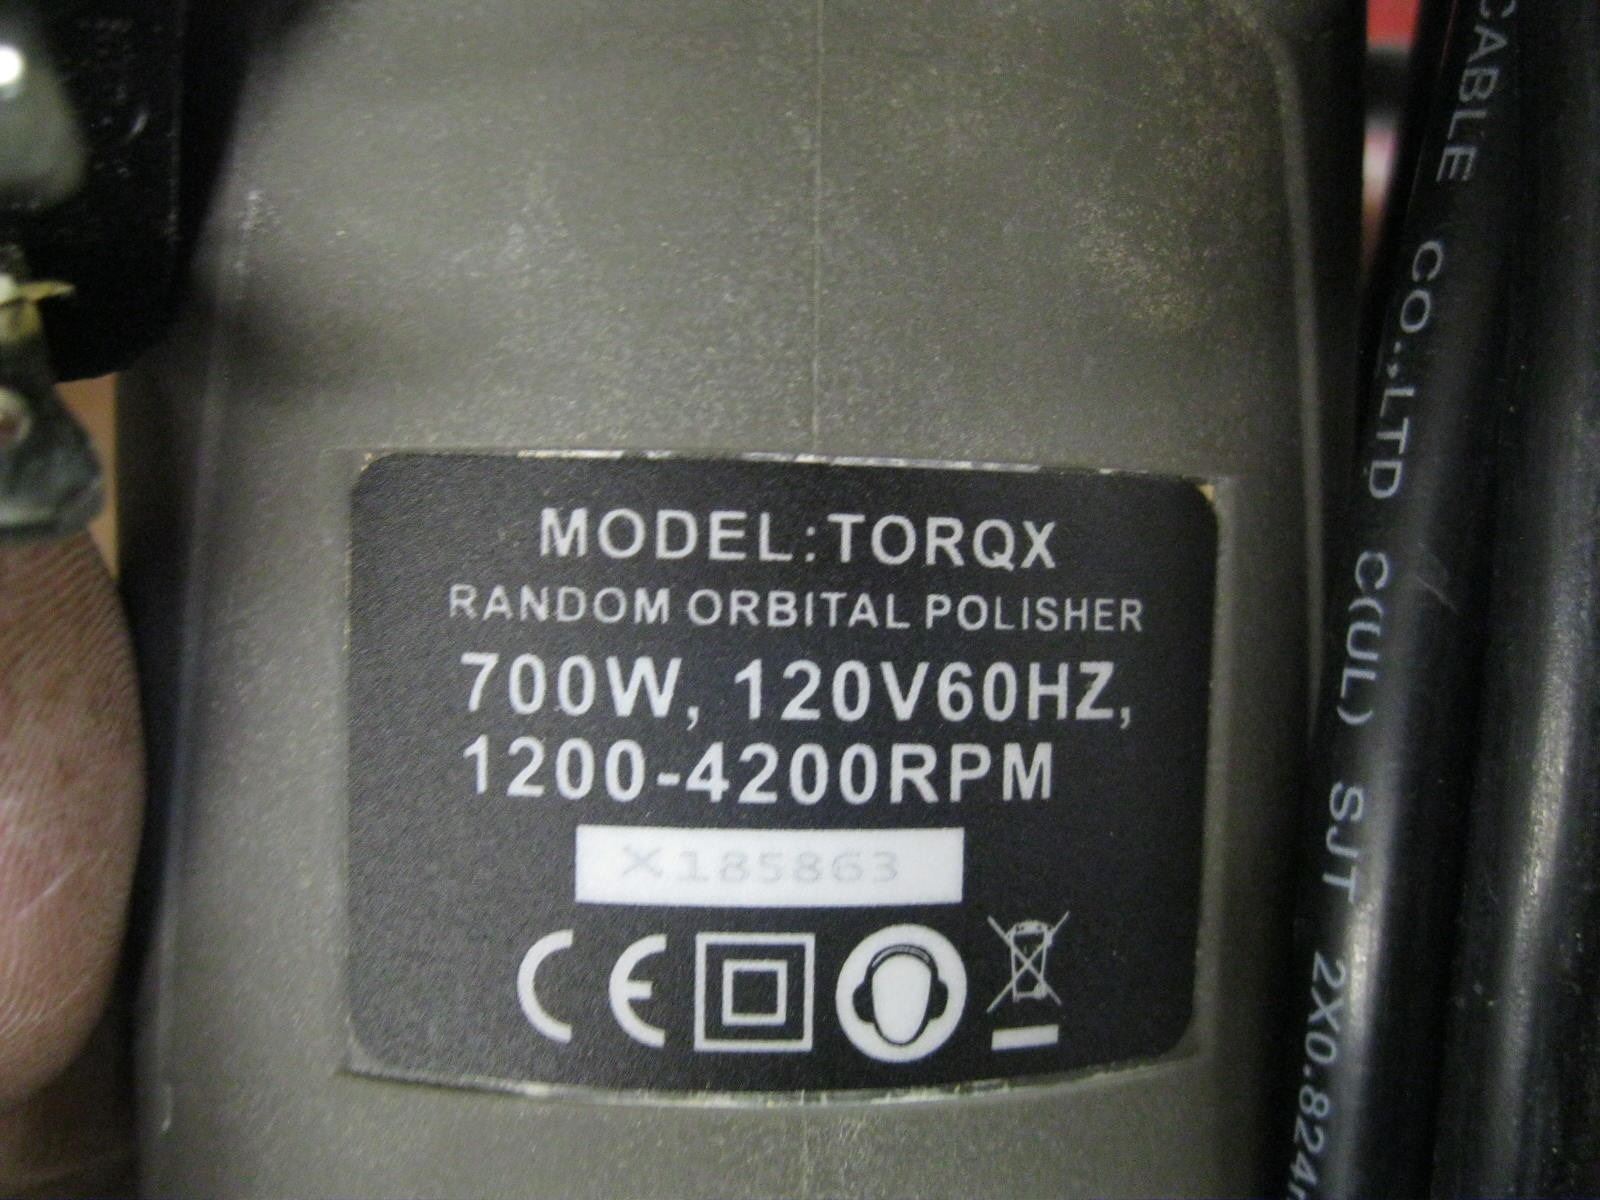 MODEL:TORQX
RANDOM ORBITAL POLISHER
700W, 120V60HZ,
1200-4200RPM
X185863
CE
CABLE CO.,LTD C(UL) SJT 2X0.824